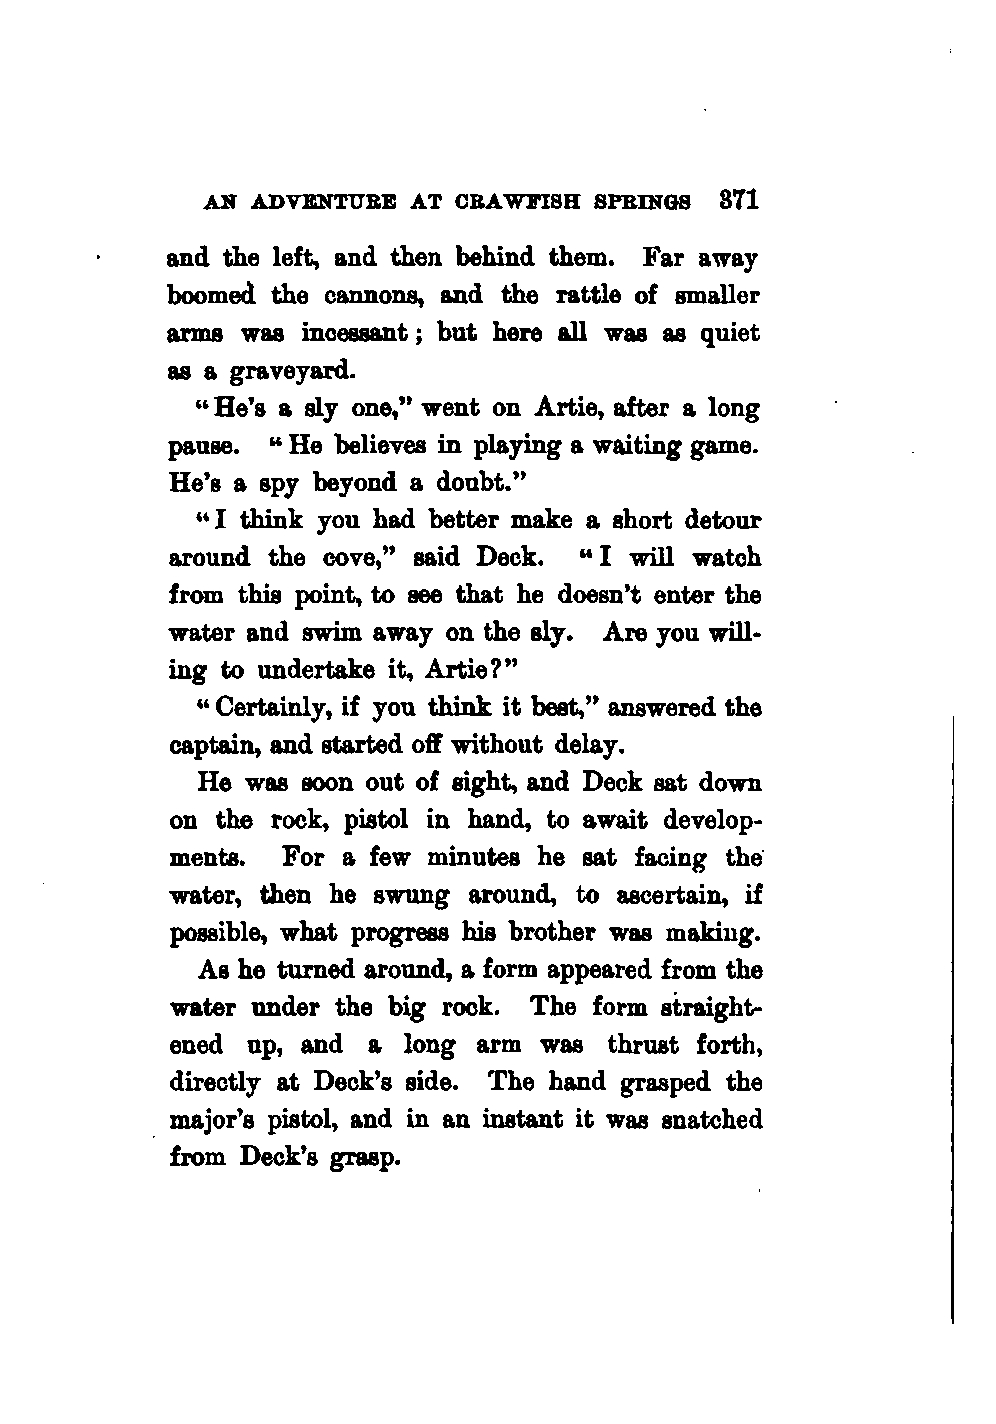 AN ADVENTURE AT CRAWFISH SPRINGS 371
and the left, and then behind them. Far away
boomed the cannons, and the rattle of smaller
arms was incessant; but here all was as quiet
as a graveyard.
"He's a sly one," went on Artie, after a long
pause. "He believes in playing a waiting game.
He's a spy beyond a doubt."
"I think you had better make a short detour
around the cove," said Deck. "I will watch
from this point, to see that he doesn't enter the
water and swim away on the sly. Are you will-
ing to undertake it, Artie?"
"Certainly, if you think it best," answered the
captain, and started off without delay.
He was soon out of sight, and Deck sat down
on the rock, pistol in hand, to await develop-
ments. For a few minutes he sat facing the
water, then he swung around, to ascertain, if
possible, what progress his brother was making.
As he turned around, a form appeared from the
water under the big rock. The form straight-
ened up, and a long arm was thrust forth,
directly at Deck's side. The hand grasped the
major's pistol, and in an instant it was snatched
from Deck's grasp.